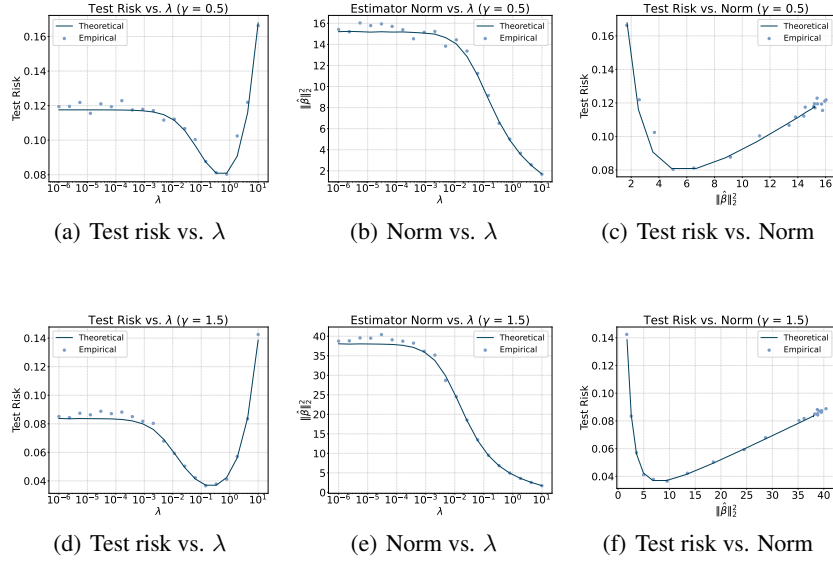 Test Risk vs. λ (γ = 0.5)
Theoretical
Empirical
0.16
0.14
0.12
0.10
0.08
Test Risk
10⁻⁶ 10⁻⁵ 10⁻⁴ 10⁻³ 10⁻² 10⁻¹ 10⁰ 10¹
λ
(a) Test risk vs. λ
Estimator Norm vs. λ (γ = 0.5)
Theoretical
Empirical
16
14
12
10
8
6
4
2
‖β̂‖₂²
10⁻⁶ 10⁻⁵ 10⁻⁴ 10⁻³ 10⁻² 10⁻¹ 10⁰ 10¹
λ
(b) Norm vs. λ
Test Risk vs. Norm (γ = 0.5)
Theoretical
Empirical
0.16
0.14
0.12
0.10
0.08
Test Risk
2 4 6 8 10 12 14 16
‖β̂‖₂²
(c) Test risk vs. Norm
Test Risk vs. λ (γ = 1.5)
Theoretical
Empirical
0.14
0.12
0.10
0.08
0.06
0.04
Test Risk
10⁻⁶ 10⁻⁵ 10⁻⁴ 10⁻³ 10⁻² 10⁻¹ 10⁰ 10¹
λ
(d) Test risk vs. λ
Estimator Norm vs. λ (γ = 1.5)
Theoretical
Empirical
40
35
30
25
20
15
10
5
0
‖β̂‖₂²
10⁻⁶ 10⁻⁵ 10⁻⁴ 10⁻³ 10⁻² 10⁻¹ 10⁰ 10¹
λ
(e) Norm vs. λ
Test Risk vs. Norm (γ = 1.5)
Theoretical
Empirical
0.14
0.12
0.10
0.08
0.06
0.04
Test Risk
0 5 10 15 20 25 30 35 40
‖β̂‖₂²
(f) Test risk vs. Norm